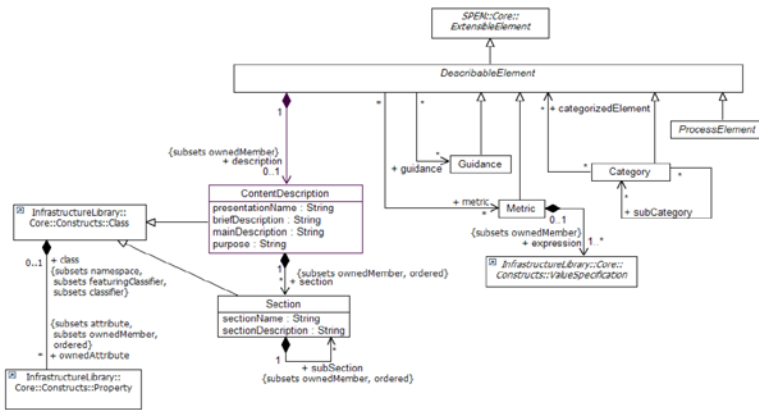 SPEM::Core::
ExtensibleElement
DescribableElement
1
*
*
*
+ categorizedElement
{subsets ownedMember}
+ description
0..1
*
+ guidance
Guidance
ProcessElement
*
*
Category
*
+ subCategory
ContentDescription
presentationName : String
briefDescription : String
mainDescription : String
purpose : String
+ metric
*
Metric
0..1
{subsets ownedMember}
+ expression
1..*
InfrastructureLibrary::Core::
Constructs::ValueSpecification
InfrastructureLibrary::
Core::Constructs::Class
0..1
+ class
{subsets namespace,
subsets featuringClassifier,
subsets classifier}
1
{subsets ownedMember, ordered}
*
+ section
Section
sectionName : String
sectionDescription : String
{subsets attribute,
subsets ownedMember,
ordered}
*
+ ownedAttribute
1
*
+ subSection
{subsets ownedMember, ordered}
InfrastructureLibrary::
Core::Constructs::Property